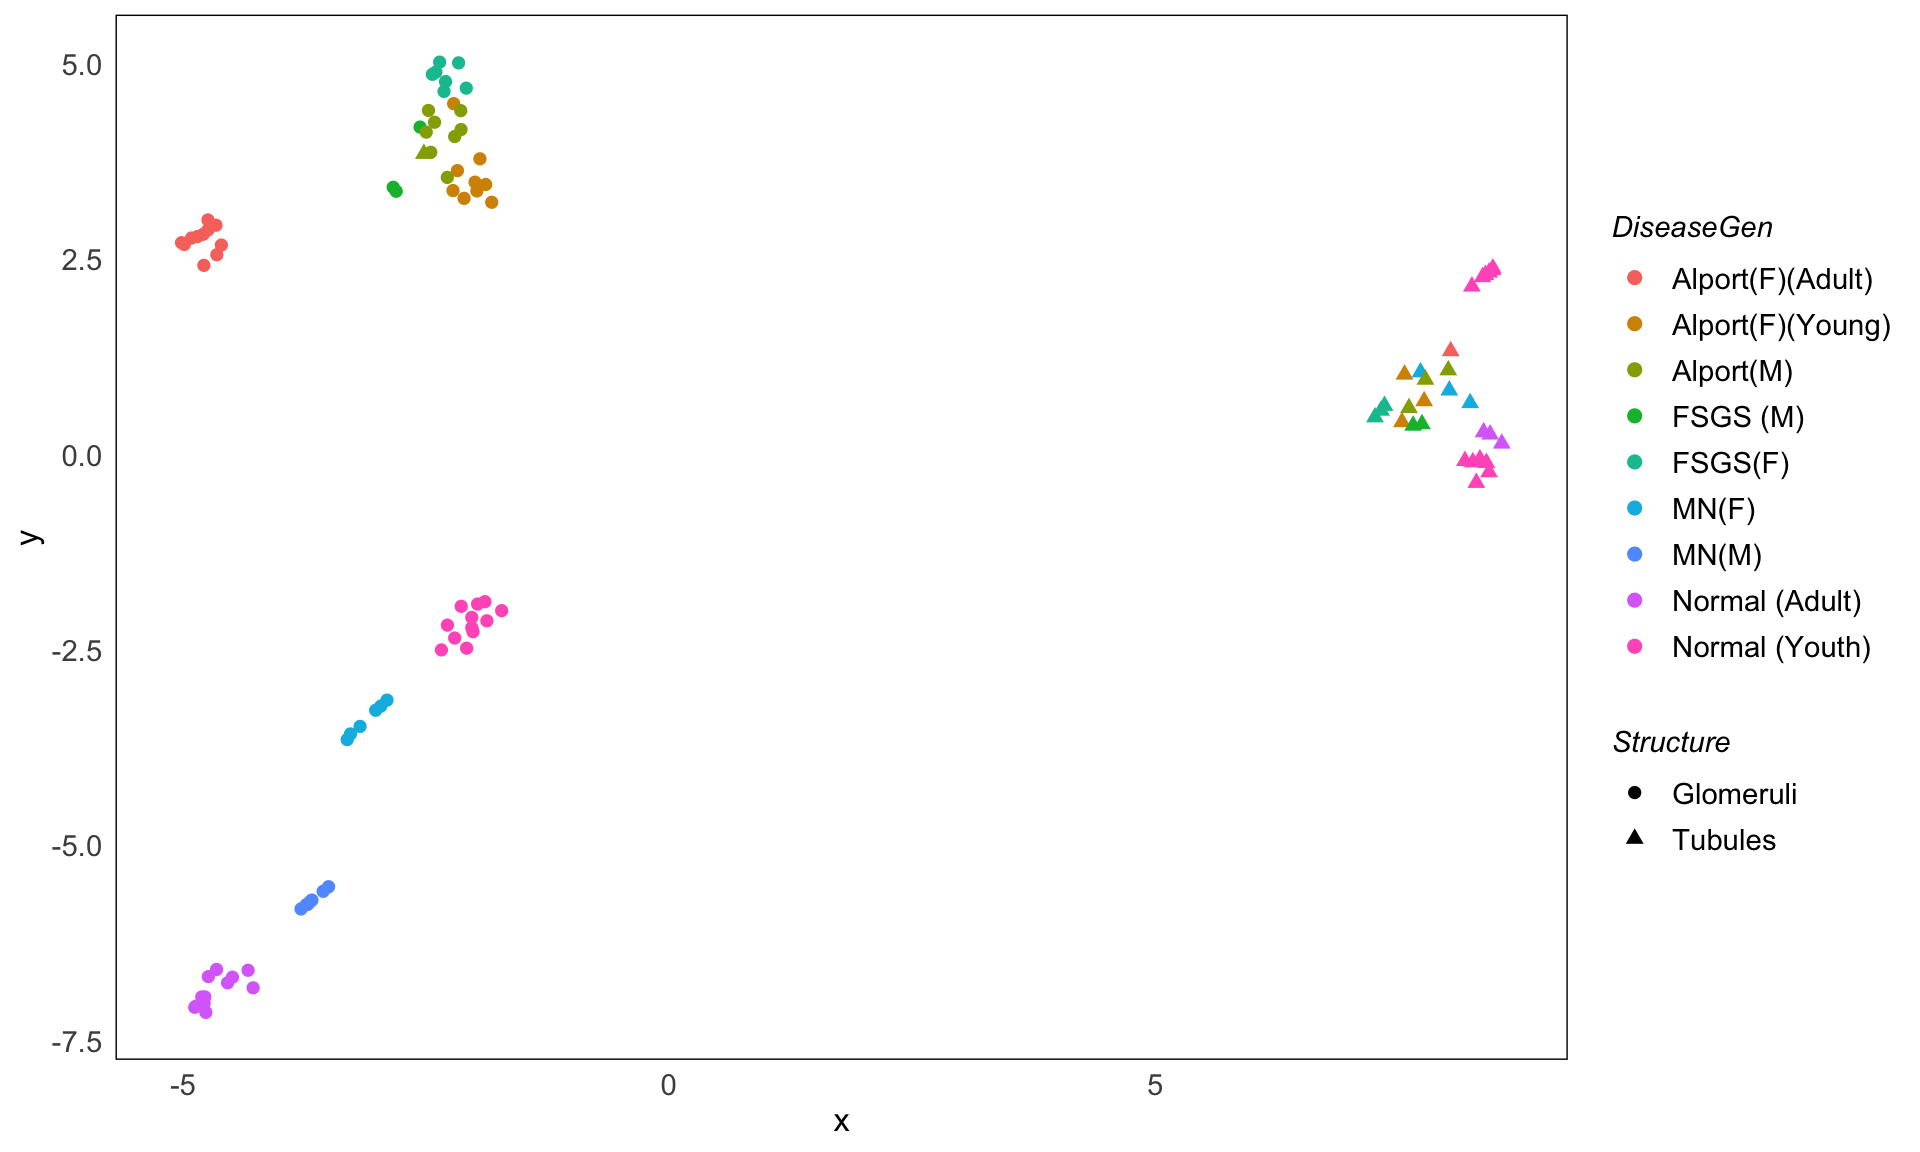 5.0
2.5
0.0
-2.5
-5.0
-7.5
y
-5 0 5
x
DiseaseGen
Alport(F)(Adult)
Alport(F)(Young)
Alport(M)
FSGS (M)
FSGS(F)
MN(F)
MN(M)
Normal (Adult)
Normal (Youth)
Structure
Glomeruli
Tubules